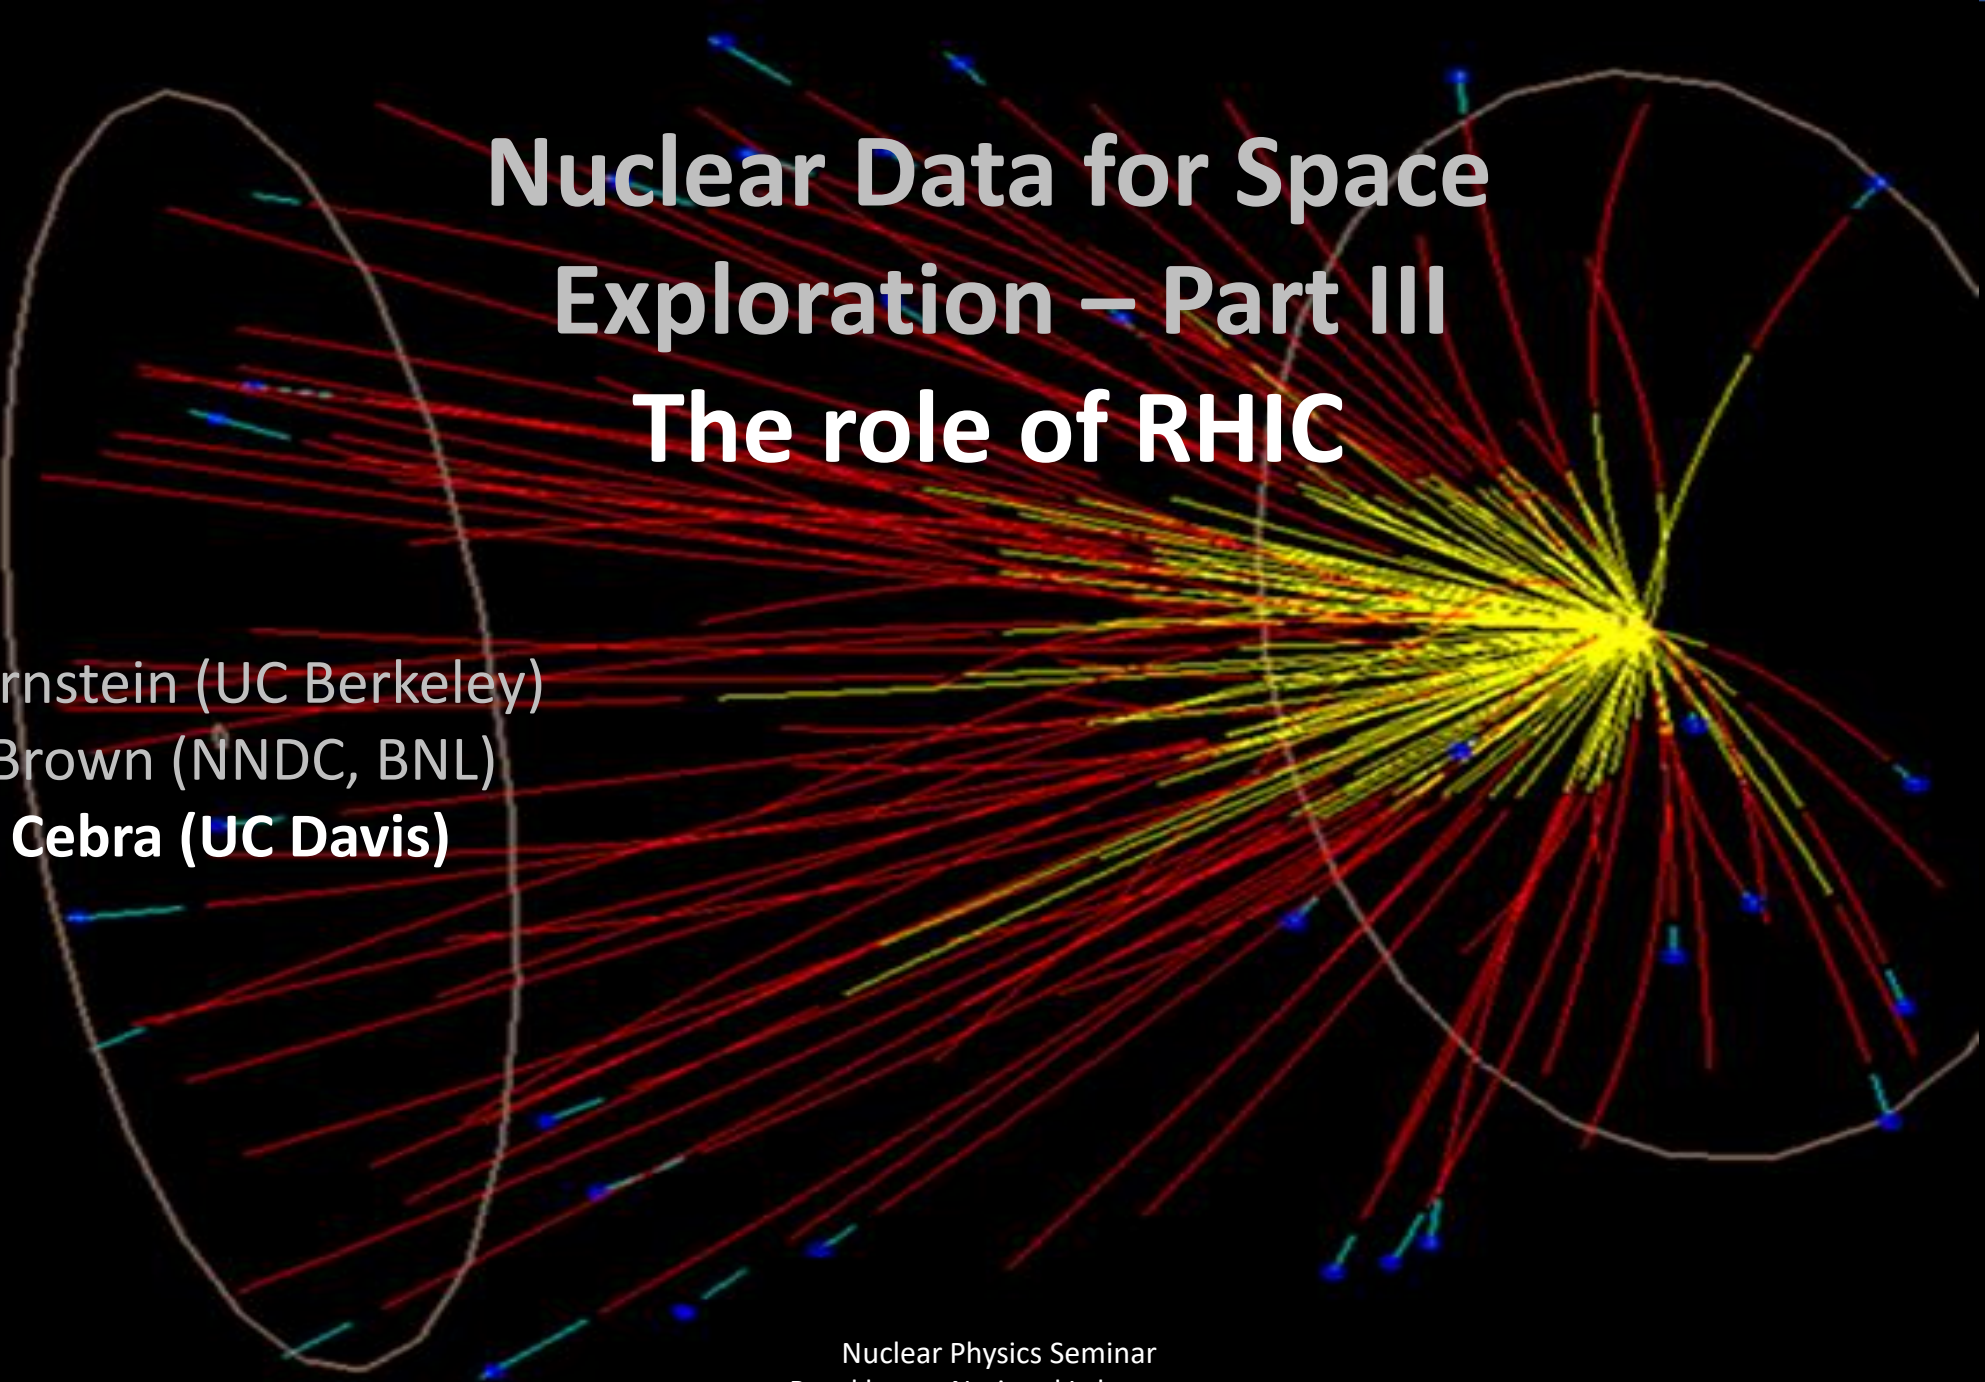 Nuclear Data for Space
Exploration – Part III
The role of RHIC
(UC Berkeley)
Brown (NNDC, BNL)
Cebra (UC Davis)
Nuclear Physics Seminar